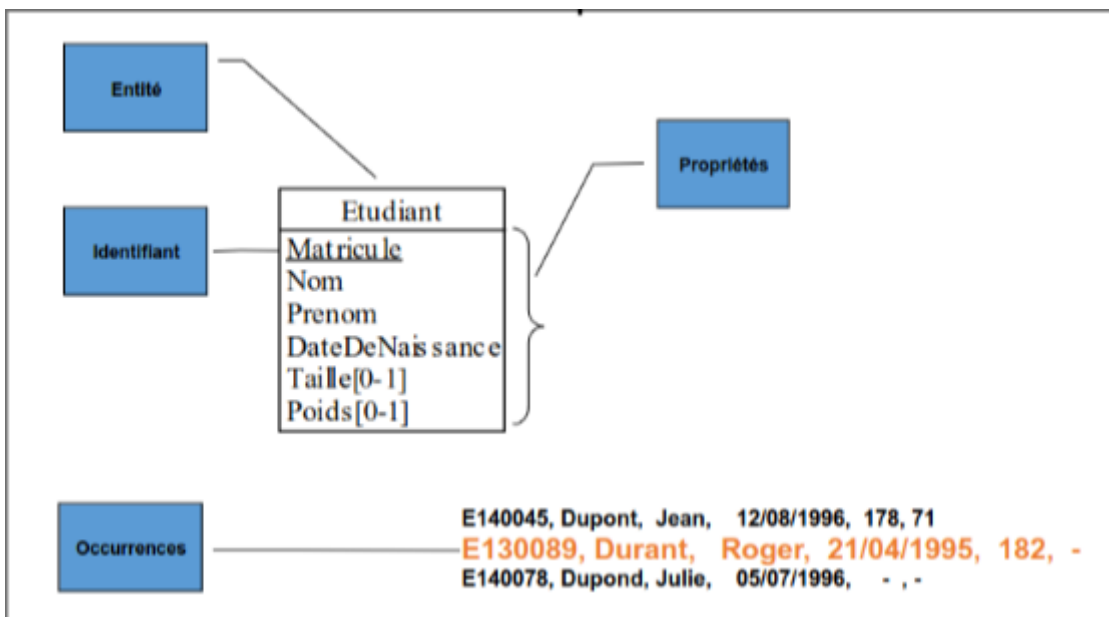 Entité
Propriétés
Identifiant
Etudiant
Matricule
Nom
Prenom
DateDeNaissance
Taille[0-1]
Poids[0-1]
Occurrences
E140045, Dupont, Jean, 12/08/1996, 178, 71
E130089, Durant, Roger, 21/04/1995, 182, -
E140078, Dupond, Julie, 05/07/1996, - , -